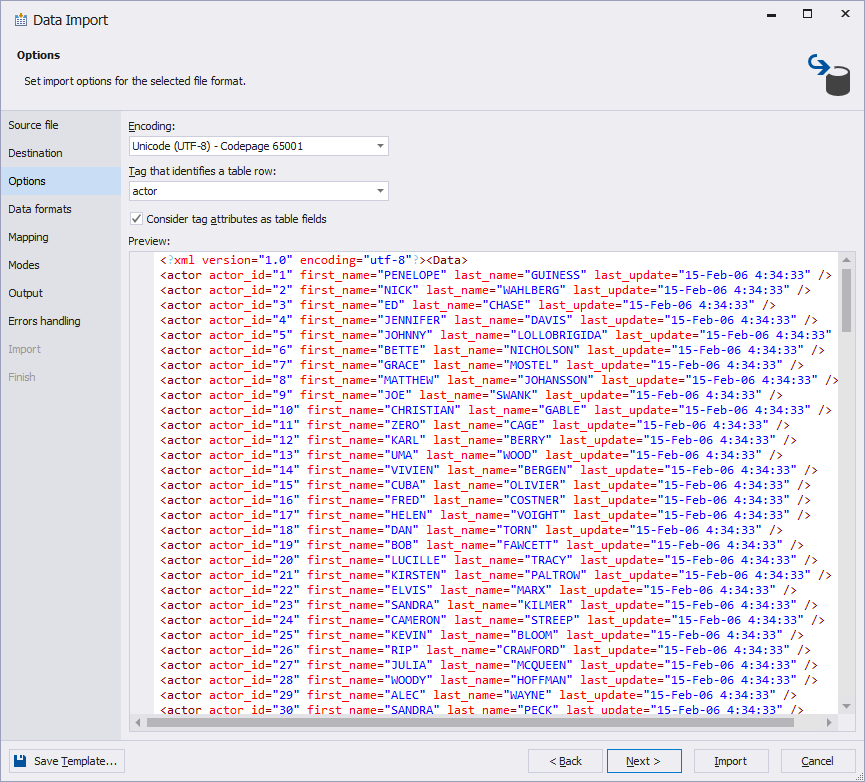 Data Import
Options
Set import options for the selected file format.
Source file
Destination
Options
Data formats
Mapping
Modes
Output
Errors handling
Import
Finish
Encoding:
Unicode (UTF-8) - Codepage 65001
Tag that identifies a table row:
actor
Consider tag attributes as table fields
Preview:
<?xml version="1.0" encoding="utf-8"?><Data>
<actor actor_id="1" first_name="PENELOPE" last_name="GUINESS" last_update="15-Feb-06 4:34:33" />
<actor actor_id="2" first_name="NICK" last_name="WAHLBERG" last_update="15-Feb-06 4:34:33" />
<actor actor_id="3" first_name="ED" last_name="CHASE" last_update="15-Feb-06 4:34:33" />
<actor actor_id="4" first_name="JENNIFER" last_name="DAVIS" last_update="15-Feb-06 4:34:33" />
<actor actor_id="5" first_name="JOHNNY" last_name="LOLLOBRIGIDA" last_update="15-Feb-06 4:34:33"
<actor actor_id="6" first_name="BETTE" last_name="NICHOLSON" last_update="15-Feb-06 4:34:33" />
<actor actor_id="7" first_name="GRACE" last_name="MOSTEL" last_update="15-Feb-06 4:34:33" />
<actor actor_id="8" first_name="MATTHEW" last_name="JOHANSSON" last_update="15-Feb-06 4:34:33" />
<actor actor_id="9" first_name="JOE" last_name="SWANK" last_update="15-Feb-06 4:34:33" />
<actor actor_id="10" first_name="CHRISTIAN" last_name="GABLE" last_update="15-Feb-06 4:34:33" />
<actor actor_id="11" first_name="ZERO" last_name="CAGE" last_update="15-Feb-06 4:34:33" />
<actor actor_id="12" first_name="KARL" last_name="BERRY" last_update="15-Feb-06 4:34:33" />
<actor actor_id="13" first_name="UMA" last_name="WOOD" last_update="15-Feb-06 4:34:33" />
<actor actor_id="14" first_name="VIVIEN" last_name="BERGEN" last_update="15-Feb-06 4:34:33" />
<actor actor_id="15" first_name="CUBA" last_name="OLIVIER" last_update="15-Feb-06 4:34:33" />
<actor actor_id="16" first_name="FRED" last_name="COSTNER" last_update="15-Feb-06 4:34:33" />
<actor actor_id="17" first_name="HELEN" last_name="VOIGHT" last_update="15-Feb-06 4:34:33" />
<actor actor_id="18" first_name="DAN" last_name="TORN" last_update="15-Feb-06 4:34:33" />
<actor actor_id="19" first_name="BOB" last_name="FAWCETT" last_update="15-Feb-06 4:34:33" />
<actor actor_id="20" first_name="LUCILLE" last_name="TRACY" last_update="15-Feb-06 4:34:33" />
<actor actor_id="21" first_name="KIRSTEN" last_name="PALTROW" last_update="15-Feb-06 4:34:33" />
<actor actor_id="22" first_name="ELVIS" last_name="MARX" last_update="15-Feb-06 4:34:33" />
<actor actor_id="23" first_name="SANDRA" last_name="KILMER" last_update="15-Feb-06 4:34:33" />
<actor actor_id="24" first_name="CAMERON" last_name="STREEP" last_update="15-Feb-06 4:34:33" />
<actor actor_id="25" first_name="KEVIN" last_name="BLOOM" last_update="15-Feb-06 4:34:33" />
<actor actor_id="26" first_name="RIP" last_name="CRAWFORD" last_update="15-Feb-06 4:34:33" />
<actor actor_id="27" first_name="JULIA" last_name="MCQUEEN" last_update="15-Feb-06 4:34:33" />
<actor actor_id="28" first_name="WOODY" last_name="HOFFMAN" last_update="15-Feb-06 4:34:33" />
<actor actor_id="29" first_name="ALEC" last_name="WAYNE" last_update="15-Feb-06 4:34:33" />
<actor actor_id="30" first_name="SANDRA" last_name="PECK" last_update="15-Feb-06 4:34:33" />
Save Template...
< Back
Next >
Import
Cancel